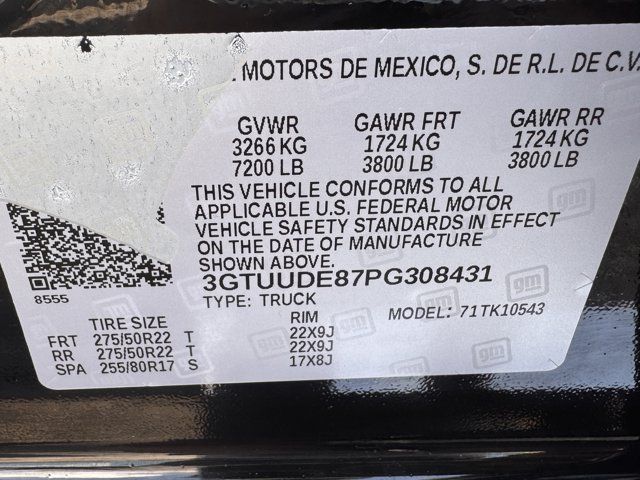 MOTORS DE MEXICO, S. DE R.L. DE C.V.
GVWR GAWR FRT GAWR RR
3266 KG 1724 KG 1724 KG
7200 LB 3800 LB 3800 LB
THIS VEHICLE CONFORMS TO ALL
APPLICABLE U.S. FEDERAL MOTOR
VEHICLE SAFETY STANDARDS IN EFFECT
ON THE DATE OF MANUFACTURE
SHOWN ABOVE.
8555
3GTUUDE87PG308431
TYPE: TRUCK
MODEL: 71TK10543
TIRE SIZE RIM
FRT 275/50R22 T 22X9J
RR 275/50R22 T 22X9J
SPA 255/80R17 S 17X8J
gm